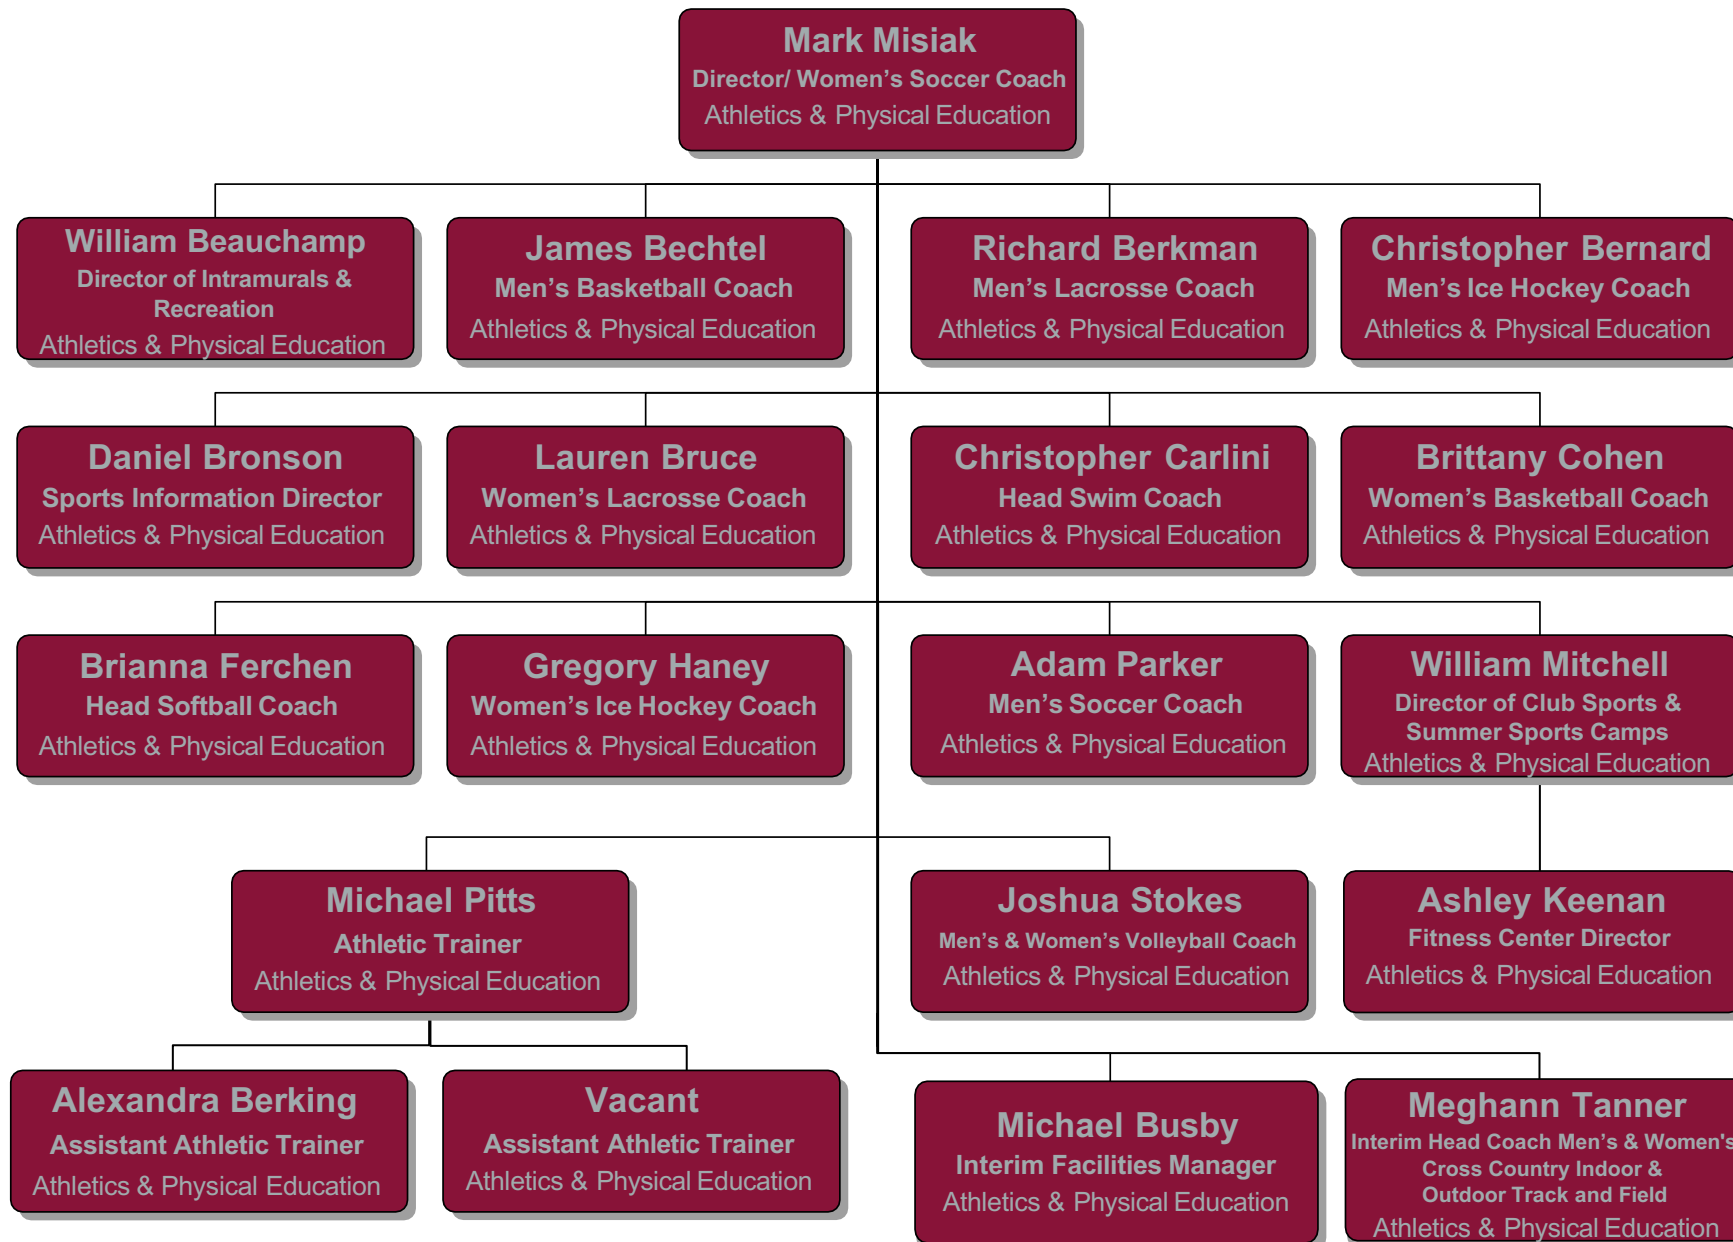 Mark Misiak
Director/ Women’s Soccer Coach
Athletics & Physical Education
William Beauchamp
Director of Intramurals &
Recreation
Athletics & Physical Education
James Bechtel
Men’s Basketball Coach
Athletics & Physical Education
Richard Berkman
Men’s Lacrosse Coach
Athletics & Physical Education
Christopher Bernard
Men’s Ice Hockey Coach
Athletics & Physical Education
Daniel Bronson
Sports Information Director
Athletics & Physical Education
Lauren Bruce
Women’s Lacrosse Coach
Athletics & Physical Education
Christopher Carlini
Head Swim Coach
Athletics & Physical Education
Brittany Cohen
Women’s Basketball Coach
Athletics & Physical Education
Brianna Ferchen
Head Softball Coach
Athletics & Physical Education
Gregory Haney
Women’s Ice Hockey Coach
Athletics & Physical Education
Adam Parker
Men’s Soccer Coach
Athletics & Physical Education
William Mitchell
Director of Club Sports &
Summer Sports Camps
Athletics & Physical Education
Michael Pitts
Athletic Trainer
Athletics & Physical Education
Joshua Stokes
Men’s & Women’s Volleyball Coach
Athletics & Physical Education
Ashley Keenan
Fitness Center Director
Athletics & Physical Education
Alexandra Berking
Assistant Athletic Trainer
Athletics & Physical Education
Vacant
Assistant Athletic Trainer
Athletics & Physical Education
Michael Busby
Interim Facilities Manager
Athletics & Physical Education
Meghann Tanner
Interim Head Coach Men’s & Women's
Cross Country Indoor &
Outdoor Track and Field
Athletics & Physical Education